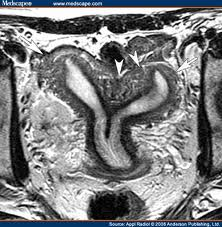 www.medscape.com
Medscape®
Source: Appl Radiol © 2008 Anderson Publishing, Ltd.